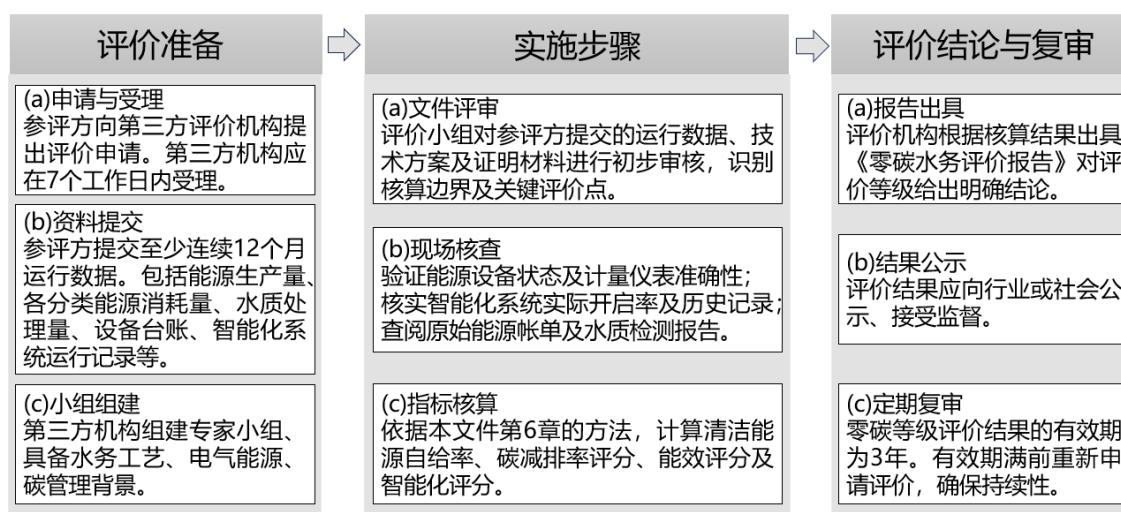 评价准备
(a)申请与受理
参评方向第三方评价机构提
出评价申请。第三方机构应
在7个工作日内受理。
(b)资料提交
参评方提交至少连续12个月
运行数据。包括能源生产量、
各分类能源消耗量、水质处
理量、设备台账、智能化系
统运行记录等。
(c)小组组建
第三方机构组建专家小组、
具备水务工艺、电气能源、
碳管理背景。
实施步骤
(a)文件评审
评价小组对参评方提交的运行数据、技
术方案及证明材料进行初步审核，识别
核算边界及关键评价点。
(b)现场核查
验证能源设备状态及计量仪表准确性；
核实智能化系统实际开启率及历史记录；
查阅原始能源帐单及水质检测报告。
(c)指标核算
依据本文件第6章的方法，计算清洁能
源自给率、碳减排率评分、能效评分及
智能化评分。
评价结论与复审
(a)报告出具
评价机构根据核算结果出具
《零碳水务评价报告》对评
价等级给出明确结论。
(b)结果公示
评价结果应向行业或社会公
示、接受监督。
(c)定期复审
零碳等级评价结果的有效期
为3年。有效期满前重新申
请评价，确保持续性。